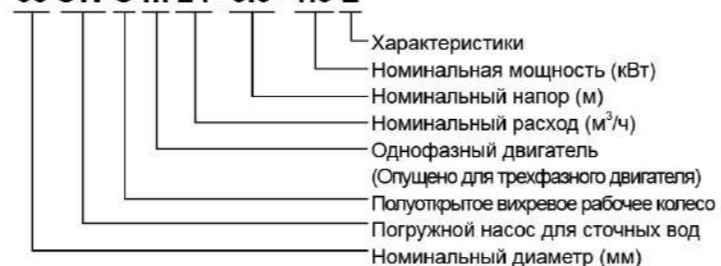 Характеристики
Номинальная мощность (кВт)
Номинальный напор (м)
Номинальный расход (м³/ч)
Однофазный двигатель
(Опущено для трехфазного двигателя)
Полуоткрытое вихревое рабочее колесо
Погружной насос для сточных вод
Номинальный диаметр (мм)